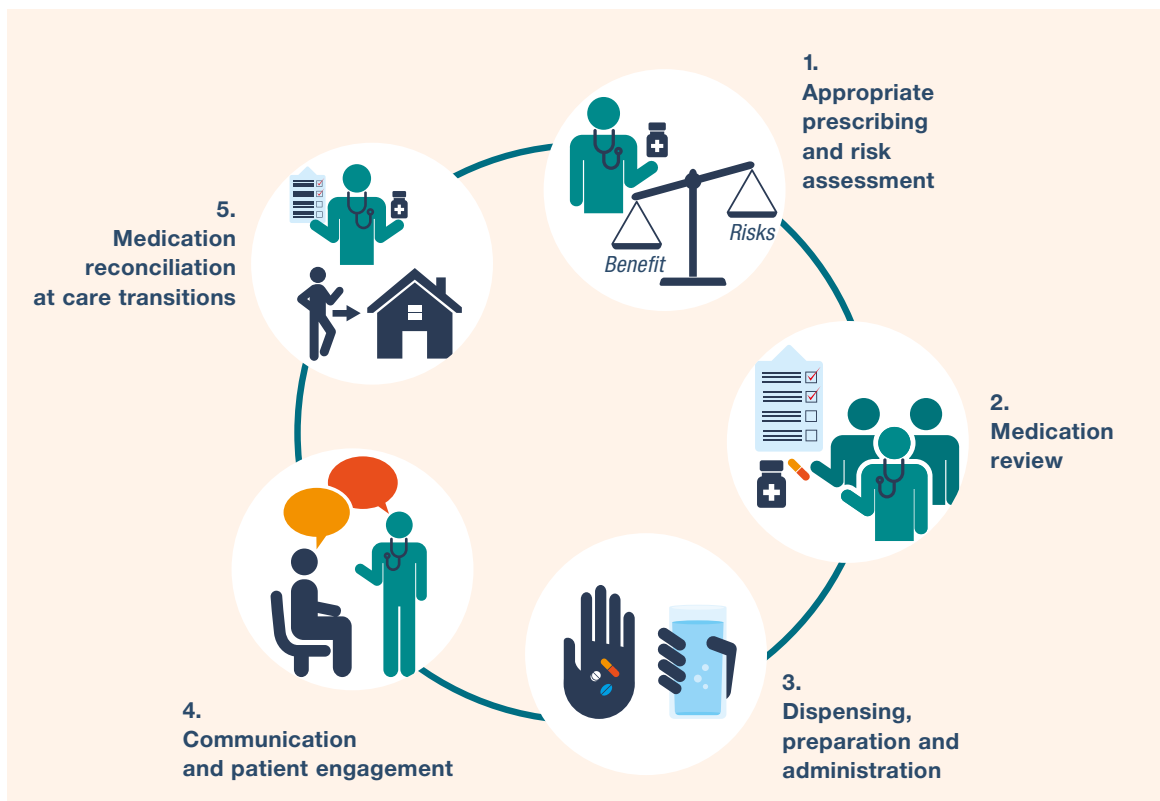 1.
Appropriate
prescribing
and risk
assessment
Benefit
Risks
2.
Medication
review
3.
Dispensing,
preparation and
administration
4.
Communication
and patient engagement
5.
Medication
reconciliation
at care transitions